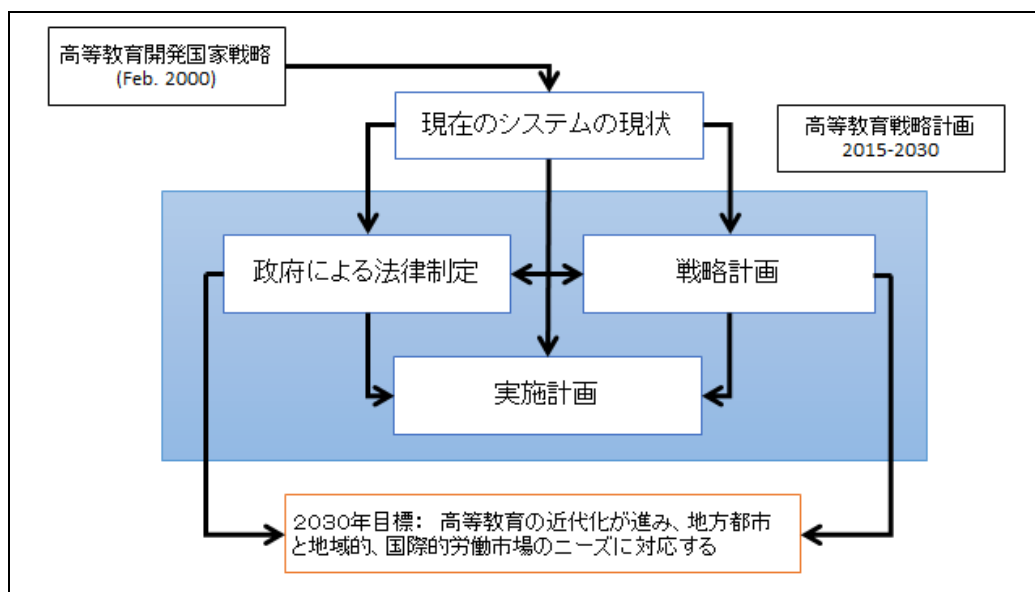 高等教育開発国家戦略
(Feb. 2000)
現在のシステムの現状
高等教育戦略計画
2015-2030
政府による法律制定
戦略計画
実施計画
2030年目標： 高等教育の近代化が進み、地方都市
と地域的、国際的労働市場のニーズに対応する